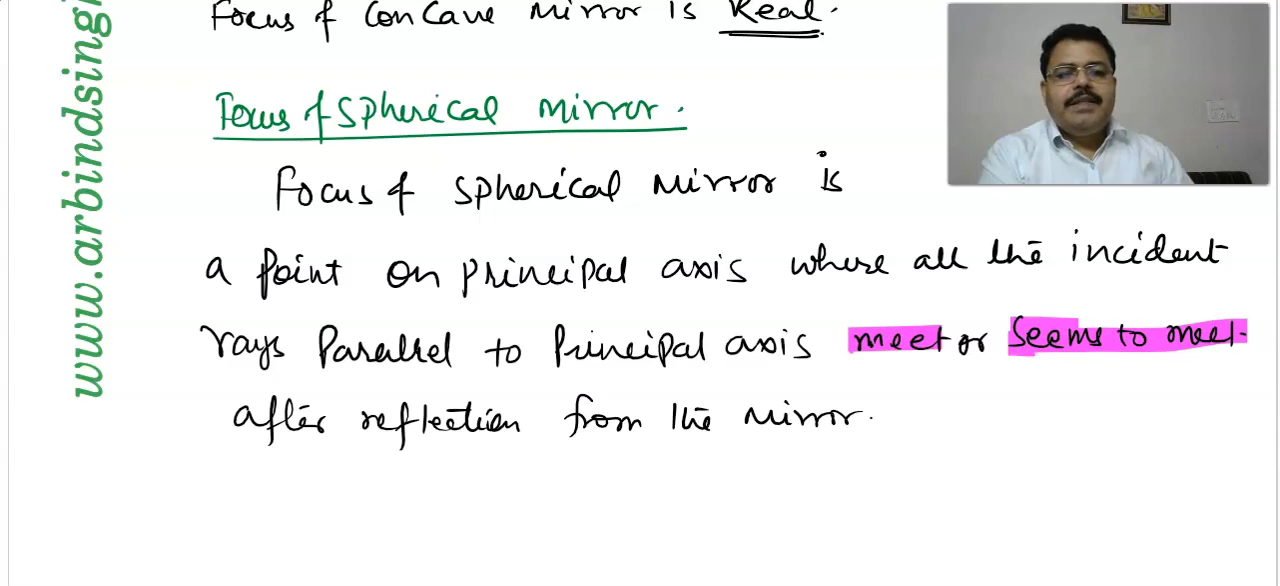 Focus of Concave Mirror is Real.
Focus of Spherical Mirror.
Focus of Spherical Mirror is
a Point on principal axis where all the incident
rays Parallel to Principal axis meet or Seems to meet.
after reflection from the Mirror.
www.arbindsingh